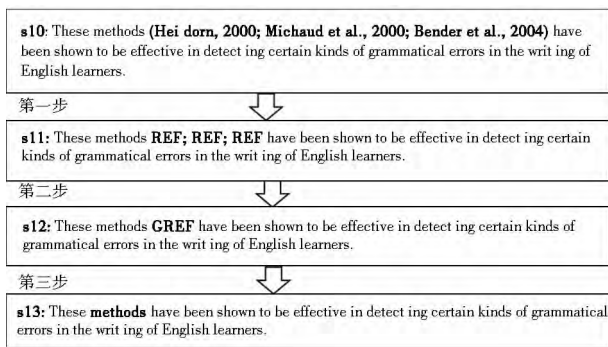 s10: These methods (Hei dorn, 2000; Michaud et al., 2000; Bender et al., 2004) have
been shown to be effective in detect ing certain kinds of grammatical errors in the writ ing of
English learners.
第一步
s11: These methods REF; REF; REF have been shown to be effective in detect ing certain
kinds of grammatical errors in the writ ing of English learners.
第二步
s12: These methods GREF have been shown to be effective in detect ing certain kinds of
grammatical errors in the writ ing of English learners.
第三步
s13: These methods have been shown to be effective in detect ing certain kinds of grammatical
errors in the writ ing of English learners.